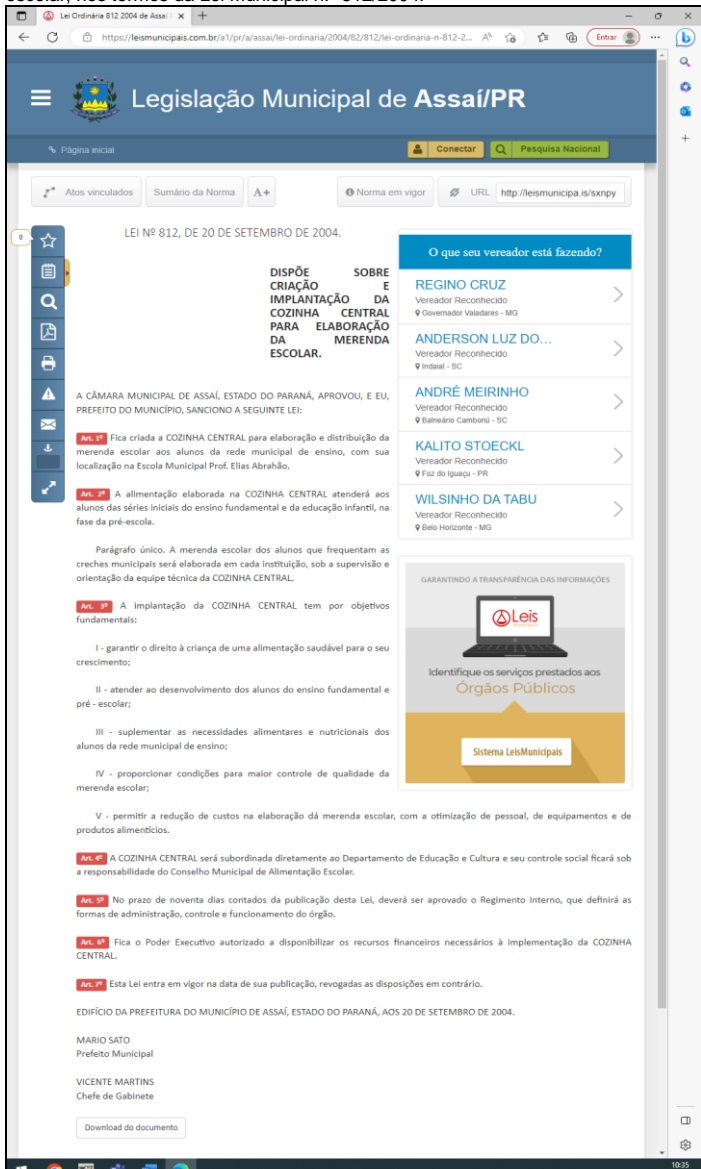 escolar, nos termos da Lei Municipal n.º 812/2004.
Lei Ordinária 812 2004 de Assaí
https://leismunicipais.com.br/a1/pr/a/assai/lei-ordinaria/2004/82/812/lei-ordinaria-n-812-2...
Entrar
Legislação Municipal de Assaí/PR
Página inicial
Conectar
Pesquisa Nacional
Atos vinculados
Sumário da Norma
A+
Norma em vigor
URL
http://leismunicipa.is/sxnpy
0
LEI Nº 812, DE 20 DE SETEMBRO DE 2004.
DISPÕE SOBRE
CRIAÇÃO E
IMPLANTAÇÃO DA
COZINHA CENTRAL
PARA ELABORAÇÃO
DA MERENDA
ESCOLAR.
A CÂMARA MUNICIPAL DE ASSAÍ, ESTADO DO PARANÁ, APROVOU, E EU,
PREFEITO DO MUNICÍPIO, SANCIONO A SEGUINTE LEI:
Art. 1º Fica criada a COZINHA CENTRAL para elaboração e distribuição da
merenda escolar aos alunos da rede municipal de ensino, com sua
localização na Escola Municipal Prof. Elias Abrahão.
Art. 2º A alimentação elaborada na COZINHA CENTRAL atenderá aos
alunos das séries iniciais do ensino fundamental e da educação infantil, na
fase da pré-escola.
Parágrafo único. A merenda escolar dos alunos que frequentam as
creches municipais será elaborada em cada instituição, sob a supervisão e
orientação da equipe técnica da COZINHA CENTRAL.
Art. 3º A implantação da COZINHA CENTRAL tem por objetivos
fundamentais:
I - garantir o direito à criança de uma alimentação saudável para o seu
crescimento;
II - atender ao desenvolvimento dos alunos do ensino fundamental e
pré - escolar;
III - suplementar as necessidades alimentares e nutricionais dos
alunos da rede municipal de ensino;
IV - proporcionar condições para maior controle de qualidade da
merenda escolar;
V - permitir a redução de custos na elaboração dá merenda escolar, com a otimização de pessoal, de equipamentos e de
produtos alimentícios.
Art. 4º A COZINHA CENTRAL será subordinada diretamente ao Departamento de Educação e Cultura e seu controle social ficará sob
a responsabilidade do Conselho Municipal de Alimentação Escolar.
Art. 5º No prazo de noventa dias contados da publicação desta Lei, deverá ser aprovado o Regimento Interno, que definirá as
formas de administração, controle e funcionamento do órgão.
Art. 6º Fica o Poder Executivo autorizado a disponibilizar os recursos financeiros necessários à implementação da COZINHA
CENTRAL.
Art. 7º Esta Lei entra em vigor na data de sua publicação, revogadas as disposições em contrário.
EDIFÍCIO DA PREFEITURA DO MUNICÍPIO DE ASSAÍ, ESTADO DO PARANÁ, AOS 20 DE SETEMBRO DE 2004.
MARIO SATO
Prefeito Municipal
VICENTE MARTINS
Chefe de Gabinete
Download do documento
O que seu vereador está fazendo?
REGINO CRUZ
Vereador Reconhecido
Governador Valadares - MG
ANDERSON LUZ DO...
Vereador Reconhecido
Indaial - SC
ANDRÉ MEIRINHO
Vereador Reconhecido
Balneário Camboriú - SC
KALITO STOECKL
Vereador Reconhecido
Foz do Iguaçu - PR
WILSINHO DA TABU
Vereador Reconhecido
Belo Horizonte - MG
GARANTINDO A TRANSPARÊNCIA DAS INFORMAÇÕES
Leis
Identifique os serviços prestados aos
Órgãos Públicos
Sistema LeisMunicipais
10:35